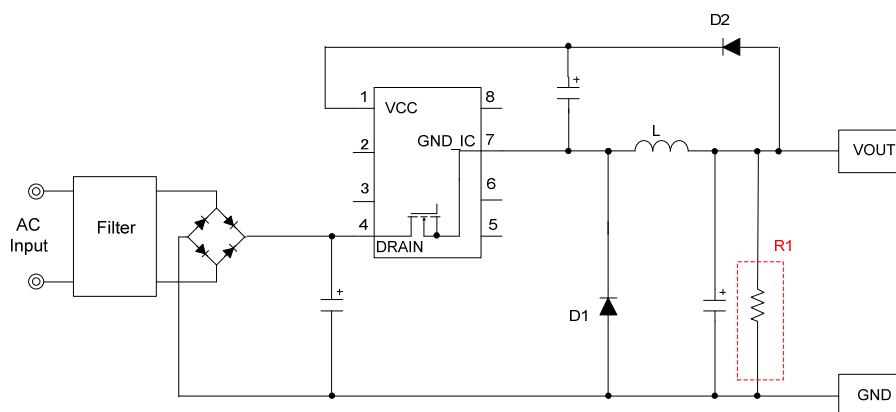 D2
1
VCC
8
2
GND_IC
7
L
VOUT
3
6
AC
Input
Filter
4
DRAIN
5
R1
+
+
+
D1
GND